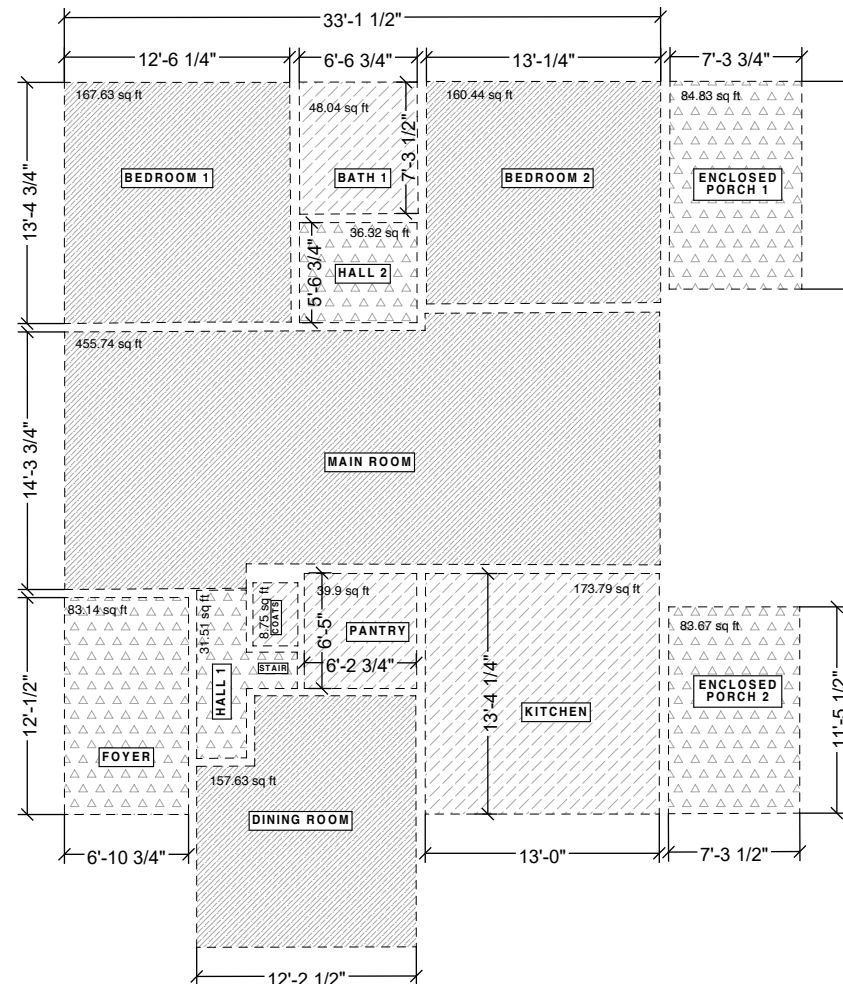 33'-1 1/2"
12'-6 1/4"
6'-6 3/4"
13'-1/4"
7'-3 3/4"
167.63 sq ft
48.04 sq ft
160.44 sq ft
84.83 sq ft
13'-4 3/4"
7'-3 1/2"
BEDROOM 1
BATH 1
BEDROOM 2
ENCLOSED
PORCH 1
36.32 sq ft
5'-6 3/4"
HALL 2
455.74 sq ft
14'-3 3/4"
MAIN ROOM
83.14 sq ft
31.51 sq ft
8.75 sq ft
COATS
39.9 sq ft
6'-5"
173.79 sq ft
83.67 sq ft
PANTRY
STAIR
6'-2 3/4"
HALL 1
12'-1/2"
13'-4 1/4"
KITCHEN
ENCLOSED
PORCH 2
11'-5 1/2"
FOYER
157.63 sq ft
DINING ROOM
6'-10 3/4"
13'-0"
7'-3 1/2"
12'-2 1/2"